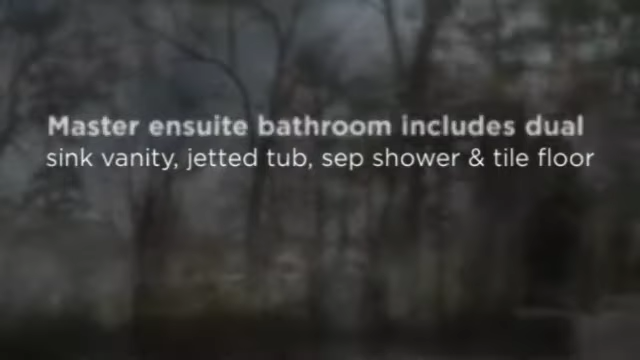 Master ensuite bathroom includes dual
sink vanity, jetted tub, sep shower & tile floor